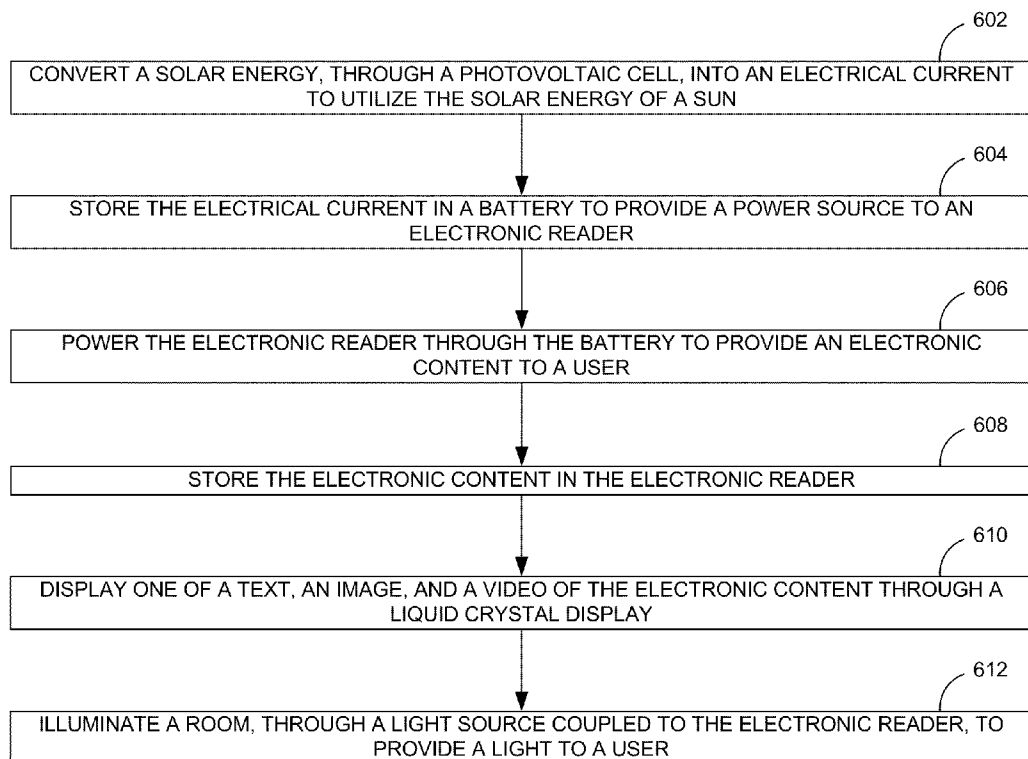 602
CONVERT A SOLAR ENERGY, THROUGH A PHOTOVOLTAIC CELL, INTO AN ELECTRICAL CURRENT
TO UTILIZE THE SOLAR ENERGY OF A SUN
604
STORE THE ELECTRICAL CURRENT IN A BATTERY TO PROVIDE A POWER SOURCE TO AN
ELECTRONIC READER
606
POWER THE ELECTRONIC READER THROUGH THE BATTERY TO PROVIDE AN ELECTRONIC
CONTENT TO A USER
608
STORE THE ELECTRONIC CONTENT IN THE ELECTRONIC READER
610
DISPLAY ONE OF A TEXT, AN IMAGE, AND A VIDEO OF THE ELECTRONIC CONTENT THROUGH A
LIQUID CRYSTAL DISPLAY
612
ILLUMINATE A ROOM, THROUGH A LIGHT SOURCE COUPLED TO THE ELECTRONIC READER, TO
PROVIDE A LIGHT TO A USER